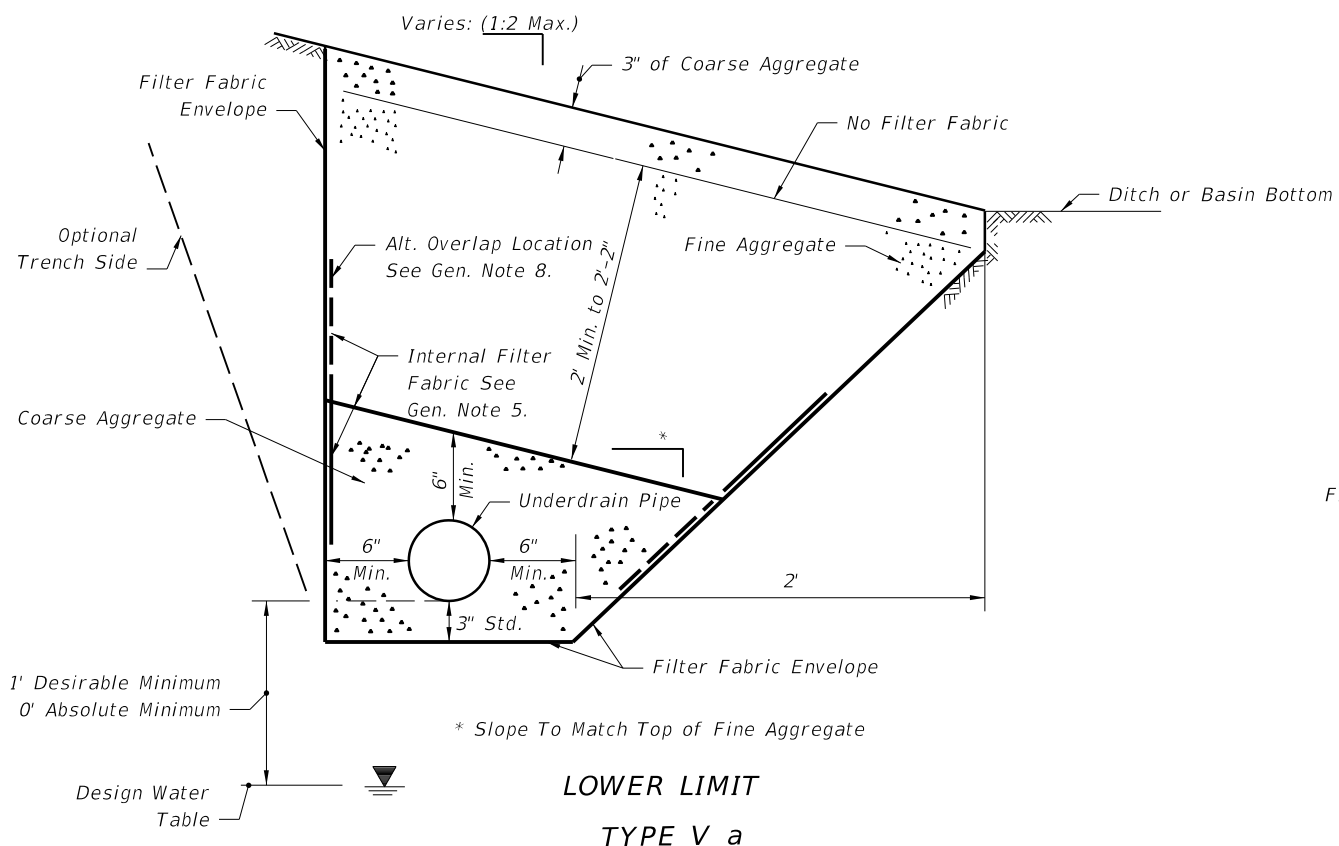 Varies: (1:2 Max.)
3" of Coarse Aggregate
Filter Fabric
Envelope
No Filter Fabric
Ditch or Basin Bottom
Optional
Trench Side
Alt. Overlap Location
See Gen. Note 8.
Fine Aggregate
2' Min. to 2'-2"
Internal Filter
Fabric See
Gen. Note 5.
Coarse Aggregate
*
6"
Min.
Underdrain Pipe
F
6"
Min.
6"
Min.
2'
3" Std.
Filter Fabric Envelope
1' Desirable Minimum
0' Absolute Minimum
* Slope To Match Top of Fine Aggregate
Design Water
Table
LOWER LIMIT
TYPE V a